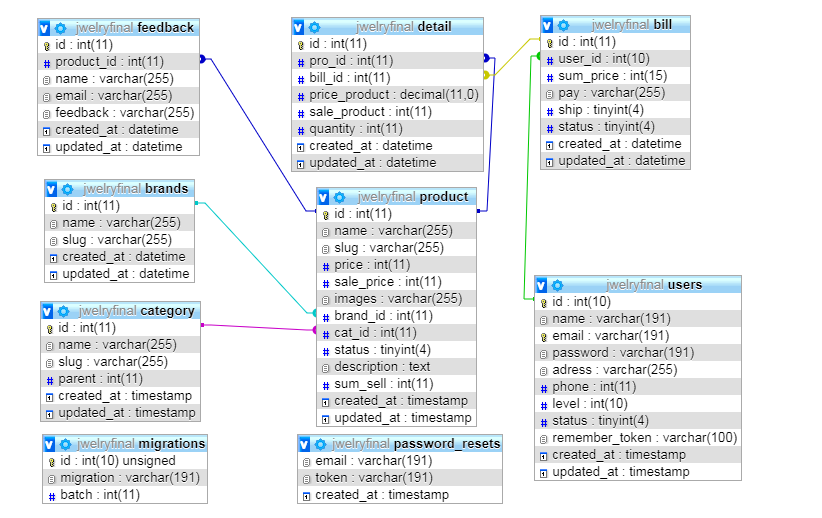 jwelryfinal feedback
id : int(11)
product_id : int(11)
name : varchar(255)
email : varchar(255)
feedback : varchar(255)
created_at : datetime
updated_at : datetime
jwelryfinal detail
id : int(11)
pro_id : int(11)
bill_id : int(11)
price_product : decimal(11,0)
sale_product : int(11)
quantity : int(11)
created_at : datetime
updated_at : datetime
jwelryfinal bill
id : int(11)
user_id : int(10)
sum_price : int(15)
pay : varchar(255)
ship : tinyint(4)
status : tinyint(4)
created_at : datetime
updated_at : datetime
jwelryfinal brands
id : int(11)
name : varchar(255)
slug : varchar(255)
created_at : datetime
updated_at : datetime
jwelryfinal product
id : int(11)
name : varchar(255)
slug : varchar(255)
price : int(11)
sale_price : int(11)
images : varchar(255)
brand_id : int(11)
cat_id : int(11)
status : tinyint(4)
description : text
sum_sell : int(11)
created_at : timestamp
updated_at : timestamp
jwelryfinal users
id : int(10)
name : varchar(191)
email : varchar(191)
password : varchar(191)
adress : varchar(255)
phone : int(11)
level : int(10)
status : tinyint(4)
remember_token : varchar(100)
created_at : timestamp
updated_at : timestamp
jwelryfinal category
id : int(11)
name : varchar(255)
slug : varchar(255)
parent : int(11)
created_at : timestamp
updated_at : timestamp
jwelryfinal migrations
id : int(10) unsigned
migration : varchar(191)
batch : int(11)
jwelryfinal password_resets
email : varchar(191)
token : varchar(191)
created_at : timestamp